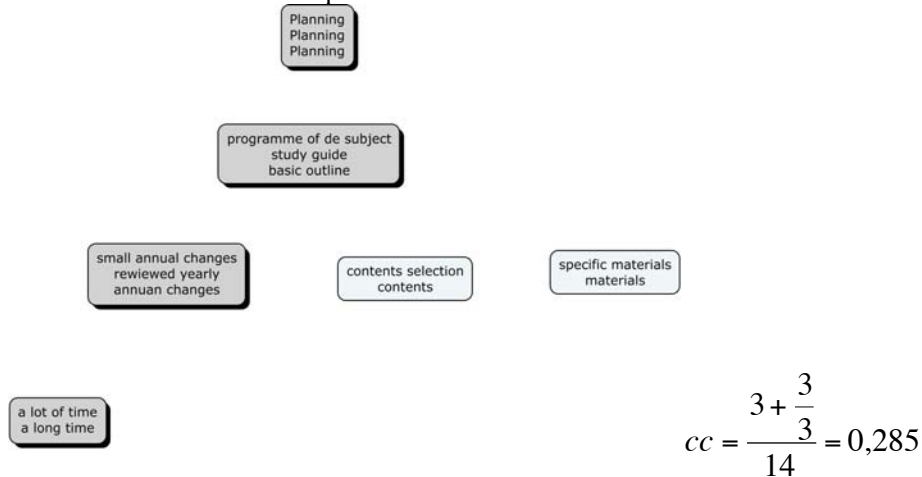 Planning
Planning
Planning
programme of de subject
study guide
basic outline
small annual changes
rewiewed yearly
annuan changes
contents selection
contents
specific materials
materials
a lot of time
a long time
cc = (3 + 3/3) / 14 = 0,285